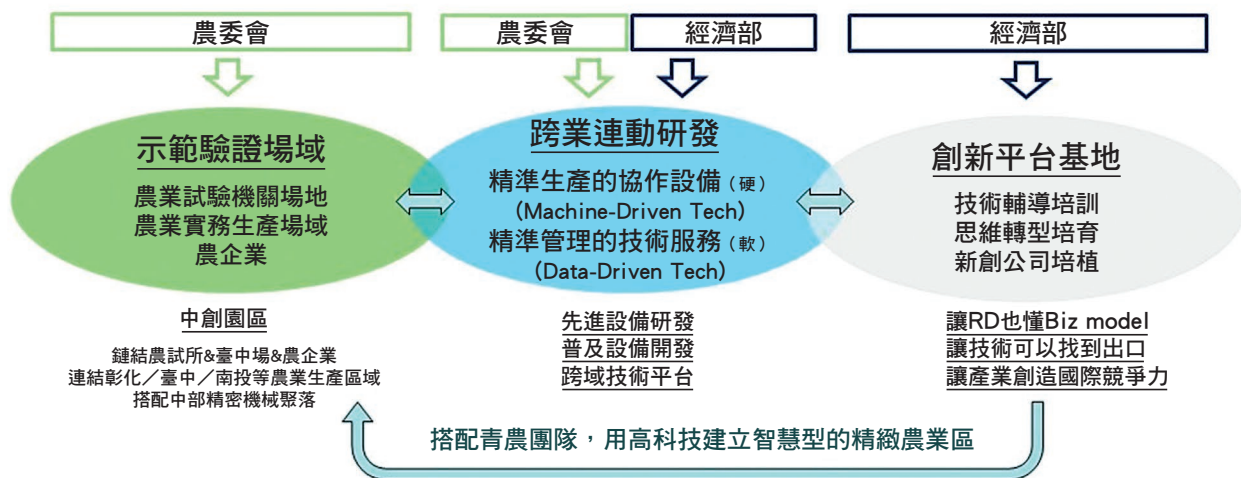 農委會
農委會
經濟部
經濟部
示範驗證場域
農業試驗機關場地
農業實務生產場域
農企業
跨業連動研發
精準生產的協作設備（硬）
(Machine-Driven Tech)
精準管理的技術服務（軟）
(Data-Driven Tech)
創新平台基地
技術輔導培訓
思維轉型培育
新創公司培植
中創園區
鏈結農試所&臺中場&農企業
連結彰化／臺中／南投等農業生產區域
搭配中部精密機械聚落
先進設備研發
普及設備開發
跨域技術平台
讓RD也懂Biz model
讓技術可以找到出口
讓產業創造國際競爭力
搭配青農團隊，用高科技建立智慧型的精緻農業區